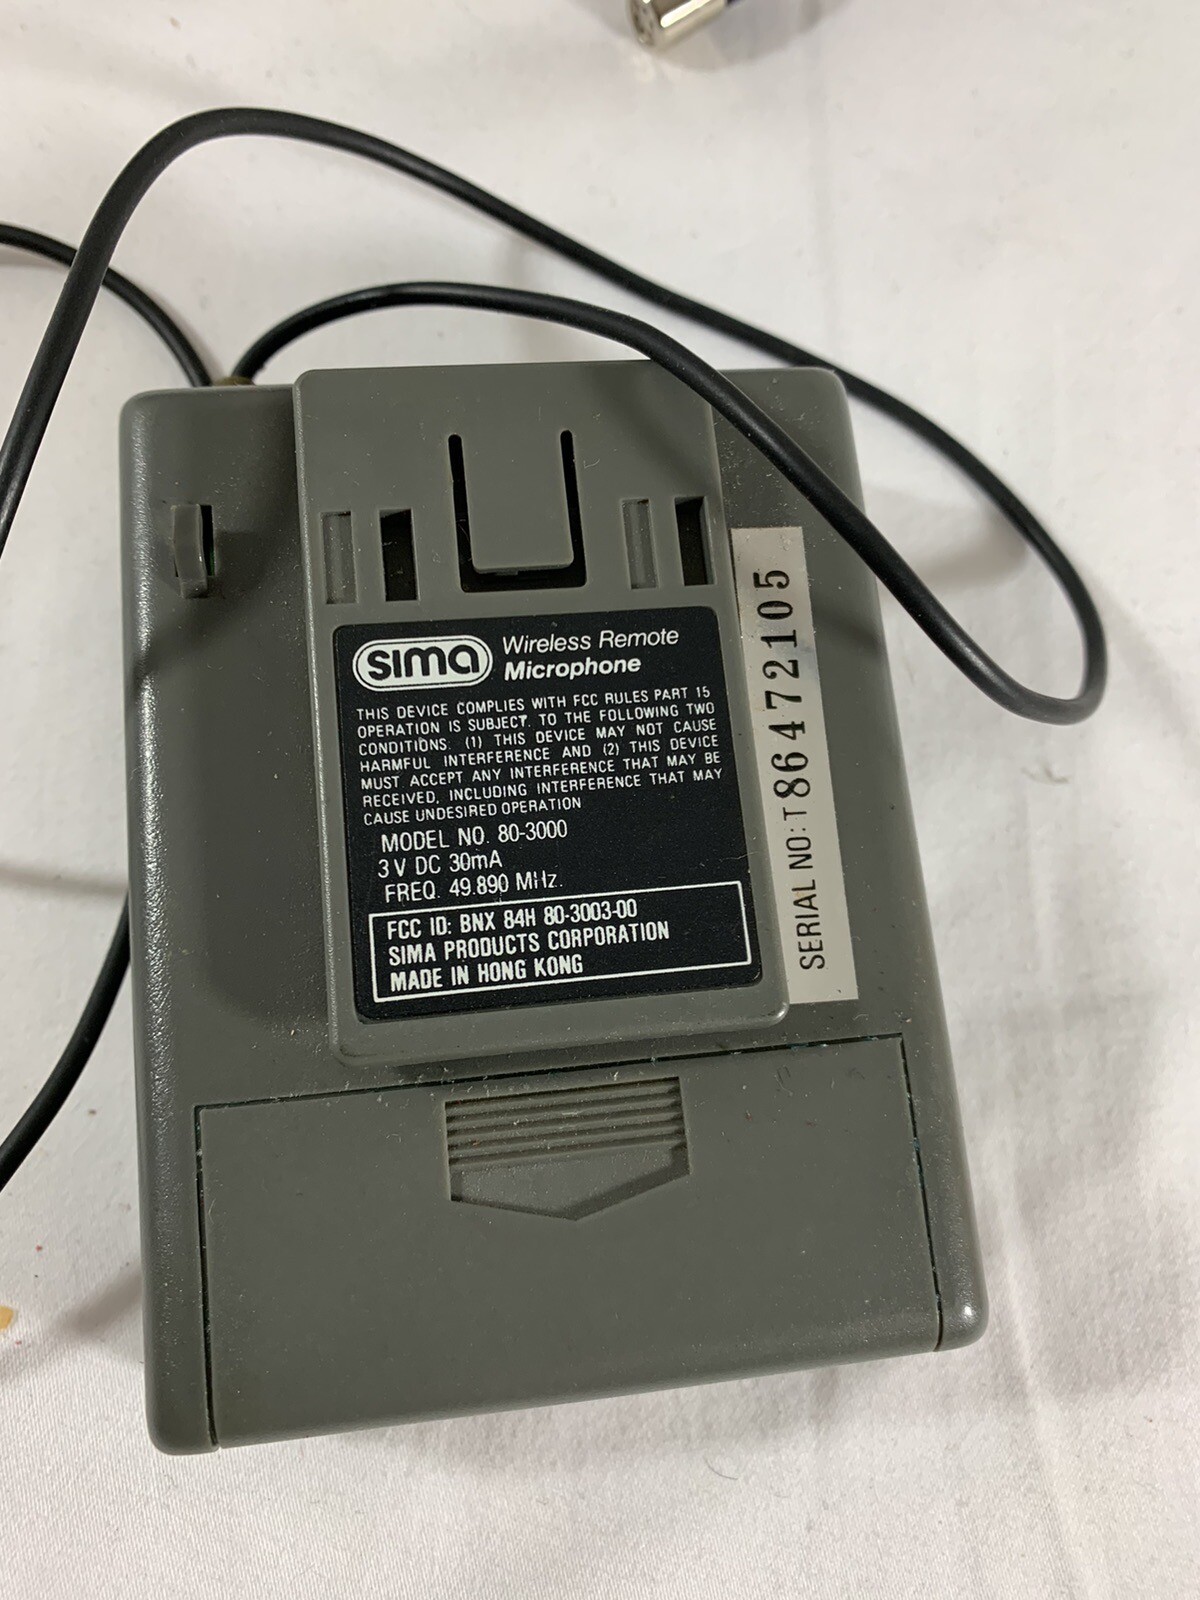 sima Wireless Remote
Microphone
THIS DEVICE COMPLIES WITH FCC RULES PART 15
OPERATION IS SUBJECT. TO THE FOLLOWING TWO
CONDITIONS: (1) THIS DEVICE MAY NOT CAUSE
HARMFUL INTERFERENCE AND (2) THIS DEVICE
MUST ACCEPT ANY INTERFERENCE THAT MAY BE
RECEIVED, INCLUDING INTERFERENCE THAT MAY
CAUSE UNDESIRED OPERATION
MODEL NO. 80-3000
3 V DC 30mA
FREQ. 49.890 MHz.
FCC ID: BNX 84H 80-3003-00
SIMA PRODUCTS CORPORATION
MADE IN HONG KONG
SERIAL NO: T 86472105